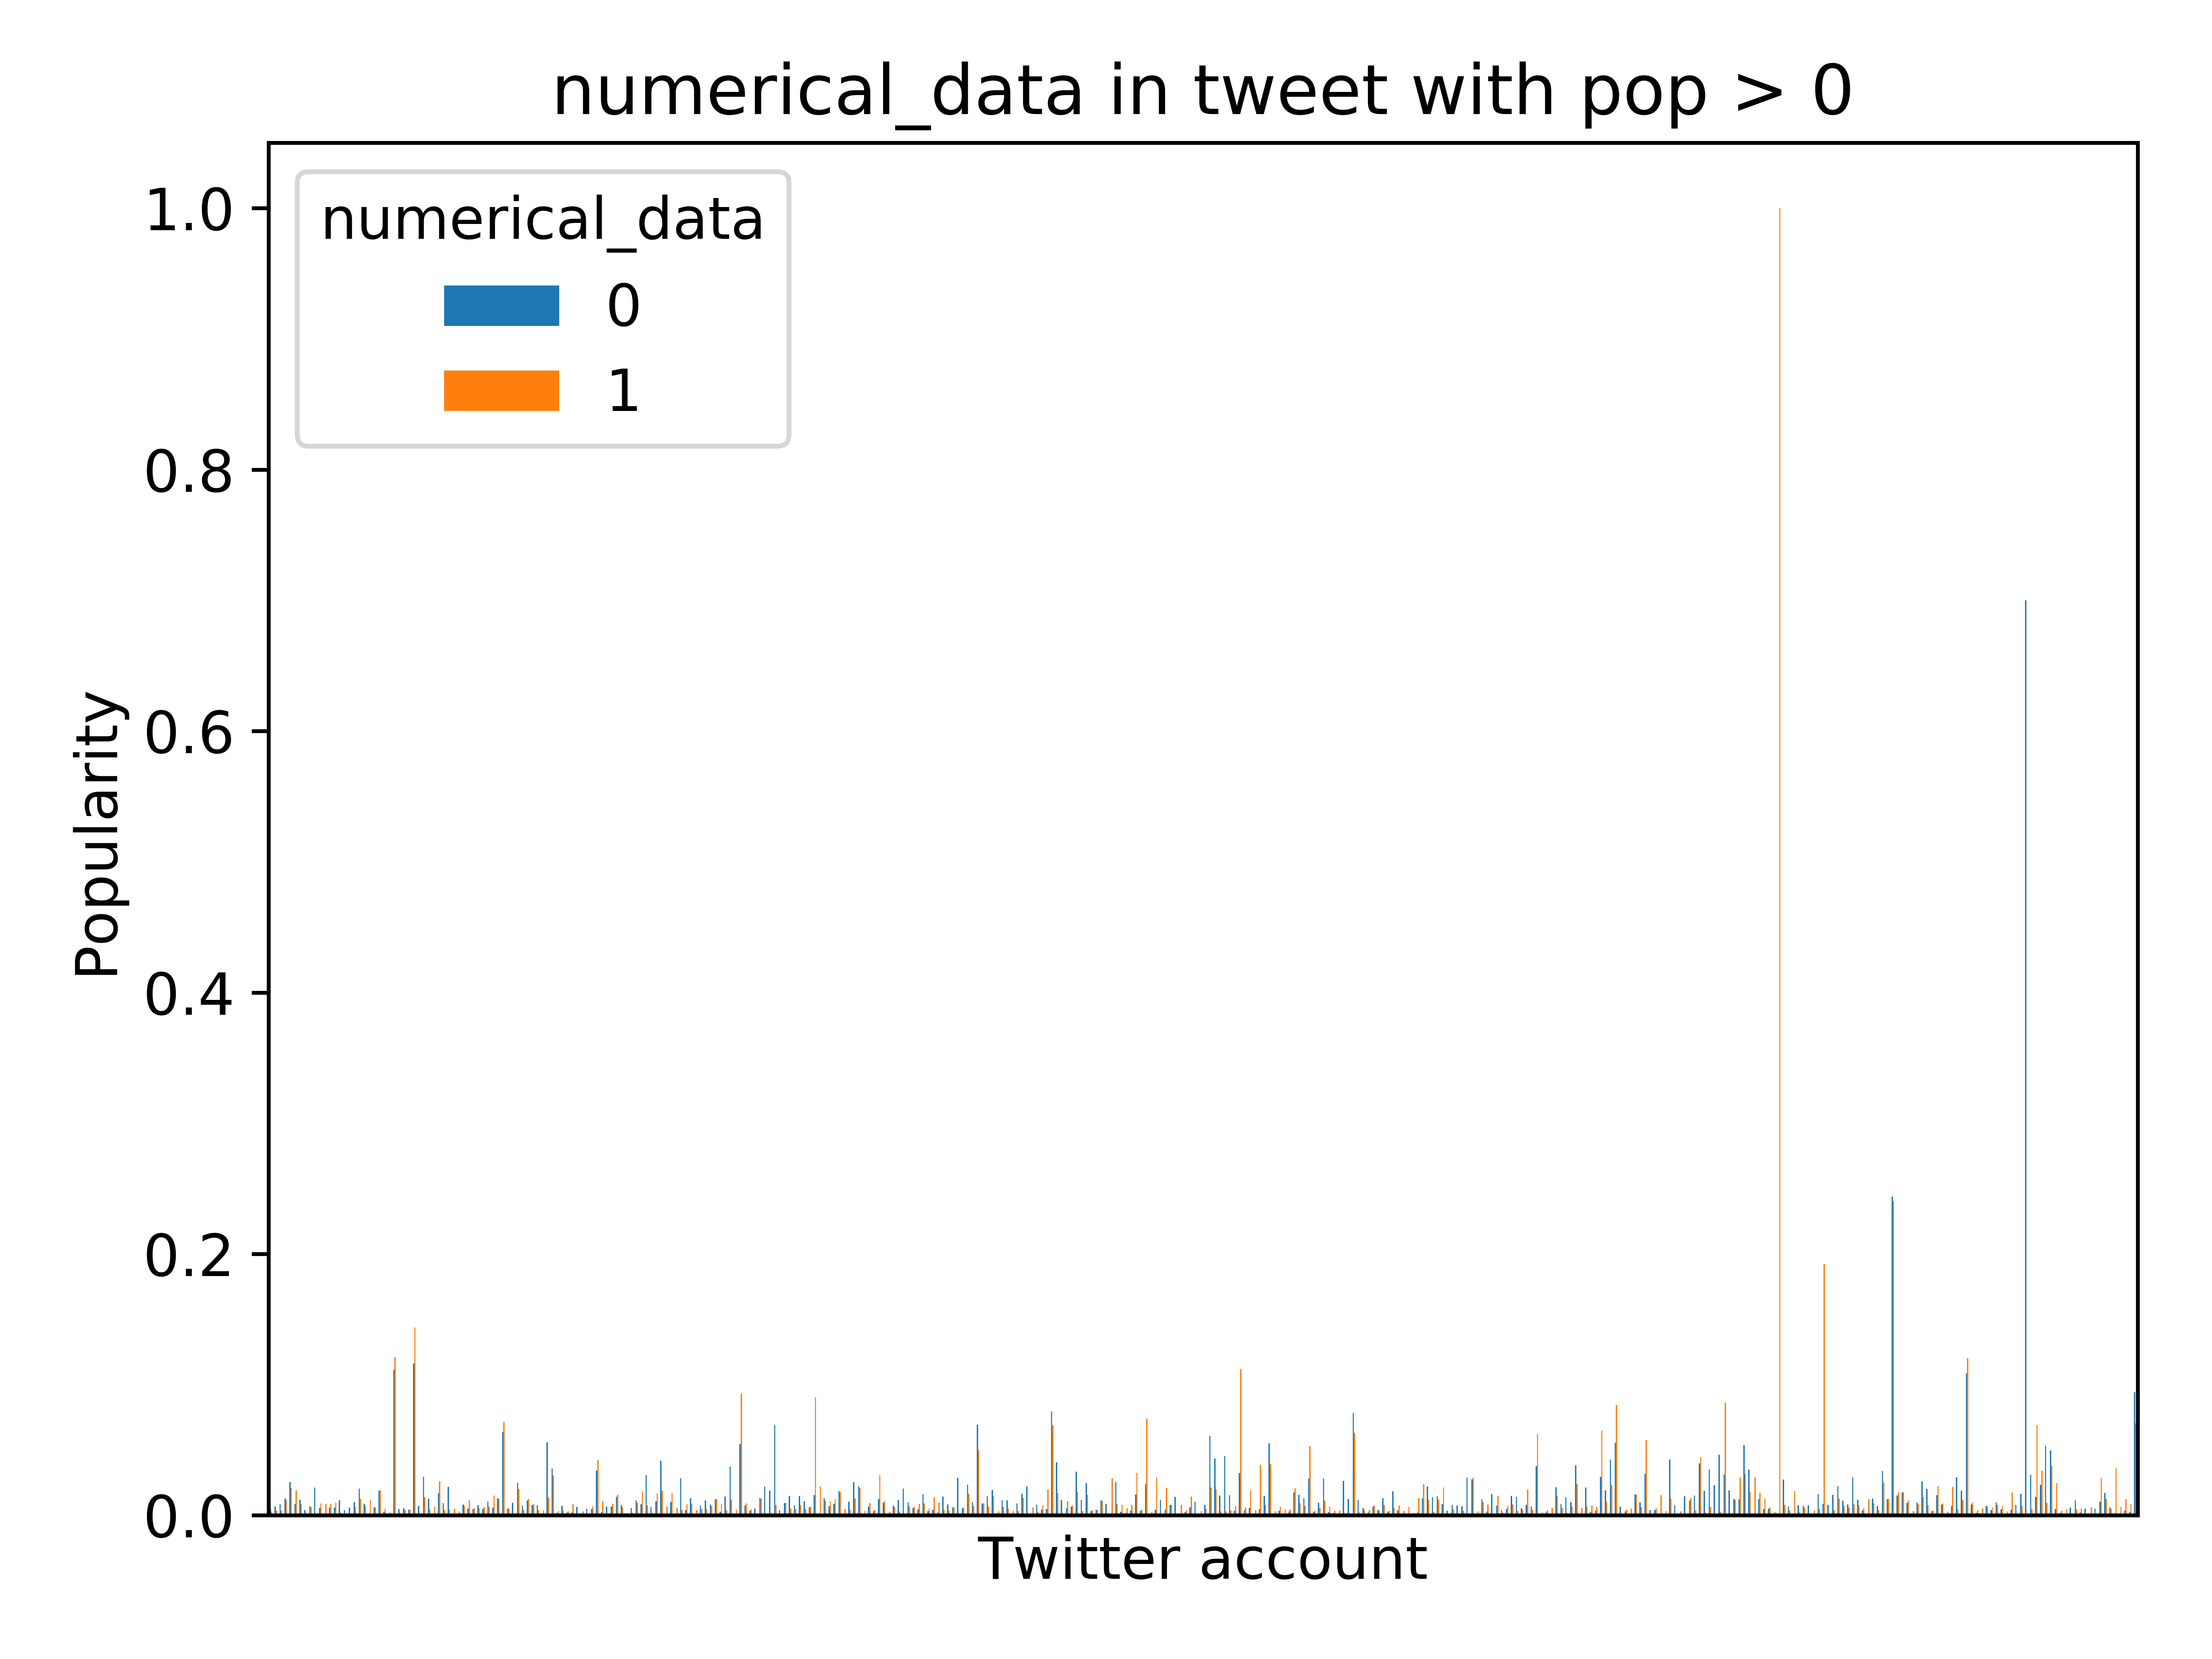 numerical_data in tweet with pop > 0
numerical_data
0
1
1.0
0.8
0.6
0.4
0.2
0.0
Popularity
Twitter account